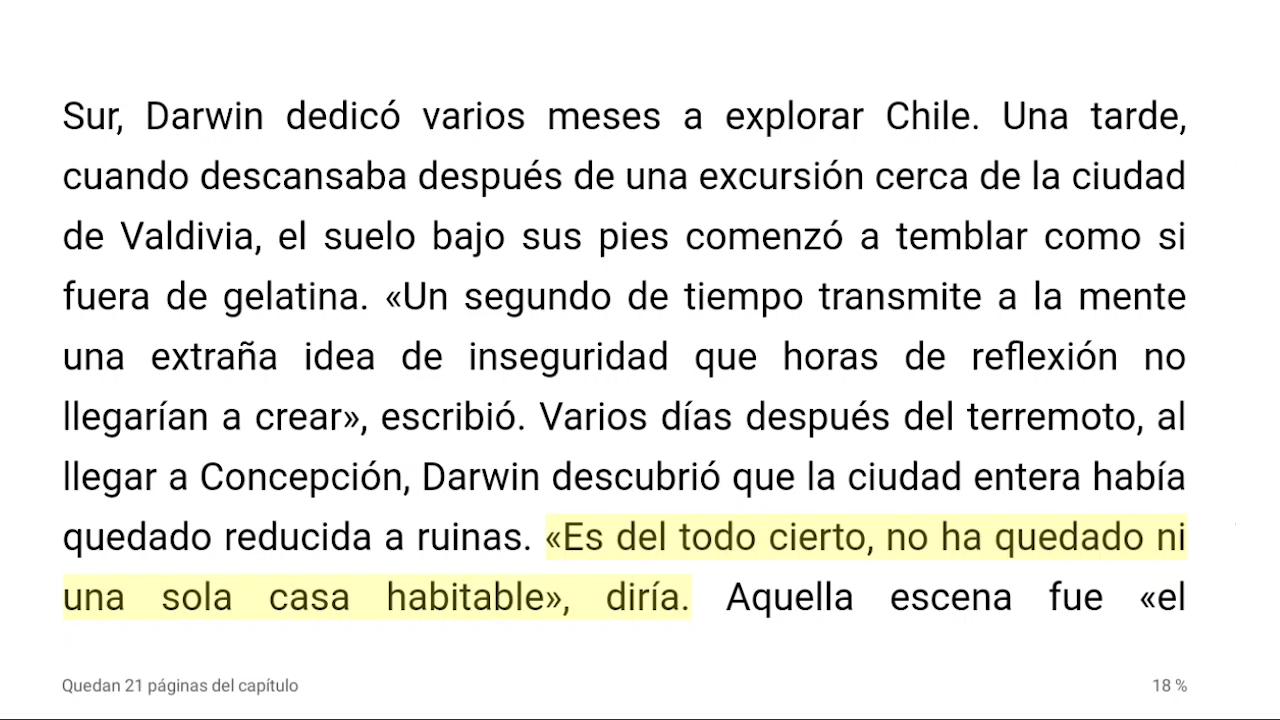 Sur, Darwin dedicó varios meses a explorar Chile. Una tarde,
cuando descansaba después de una excursión cerca de la ciudad
de Valdivia, el suelo bajo sus pies comenzó a temblar como si
fuera de gelatina. «Un segundo de tiempo transmite a la mente
una extraña idea de inseguridad que horas de reflexión no
llegarían a crear», escribió. Varios días después del terremoto, al
llegar a Concepción, Darwin descubrió que la ciudad entera había
quedado reducida a ruinas. «Es del todo cierto, no ha quedado ni
una sola casa habitable», diría. Aquella escena fue «el
Quedan 21 páginas del capítulo
18 %